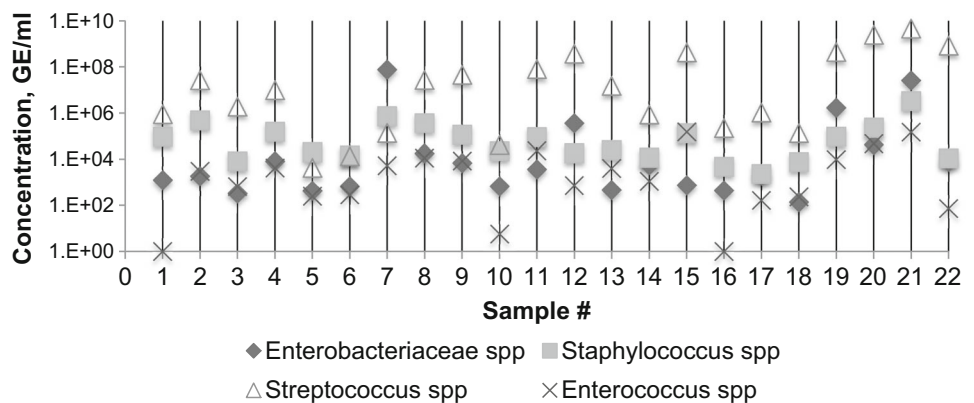 Concentration, GE/ml
1.E+10
1.E+08
1.E+06
1.E+04
1.E+02
1.E+00
0 1 2 3 4 5 6 7 8 9 10 11 12 13 14 15 16 17 18 19 20 21 22
Sample #
Enterobacteriaceae spp Staphylococcus spp
Streptococcus spp Enterococcus spp